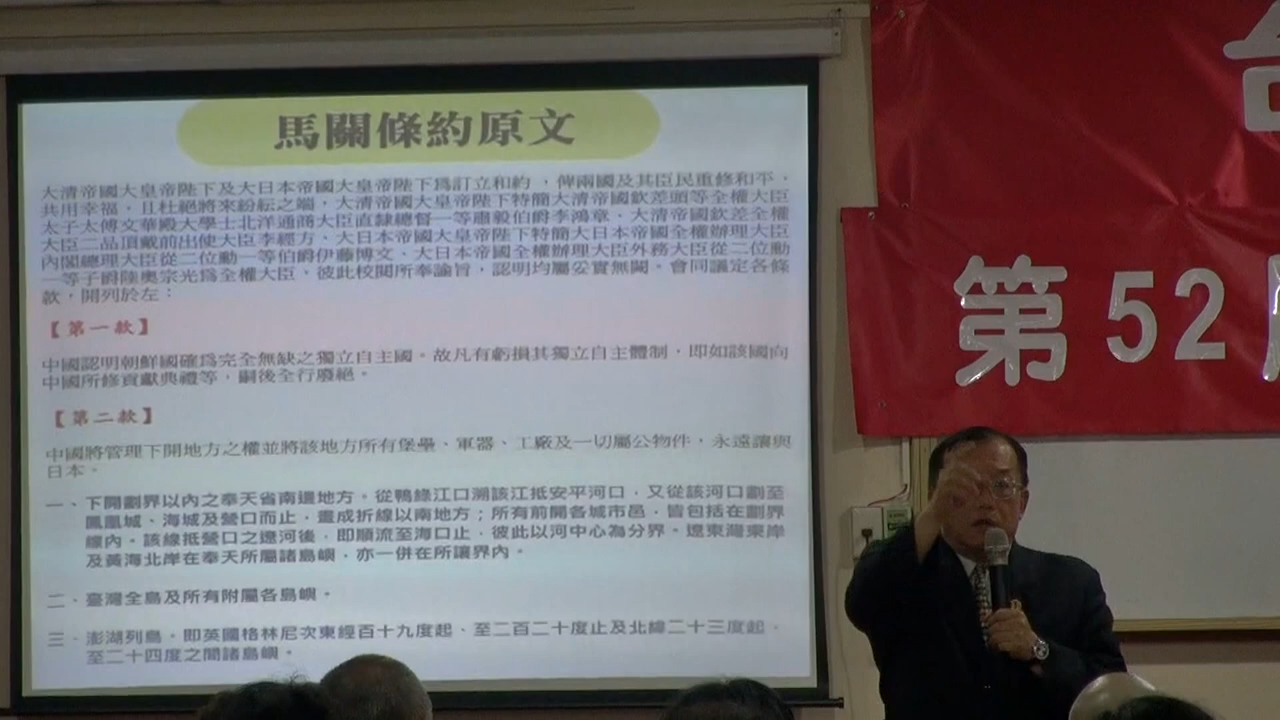 馬關條約原文
大清帝國大皇帝陛下及大日本帝國大皇帝陛下爲訂立和約，俾兩國及其臣民重修和平，
共用幸福，且杜絕將來紛紜之端，大清帝國大皇帝陛下特簡大清帝國欽差頭等全權大臣
太子太傅文華殿大學士北洋通商大臣直隸總督一等肅毅伯爵李鴻章、大清帝國欽差全權
大臣二品頂戴前出使大臣李經方、大日本帝國大皇帝陛下特簡大日本帝國全權辦理大臣
內閣總理大臣從二位勳一等伯爵伊藤博文、大日本帝國全權辦理大臣外務大臣從二位勳
一等子爵陸奧宗光爲全權大臣，彼此校閱所奉諭旨，認明均屬妥實無闕。會同議定各條
款，開列於左：
【第一款】
中國認明朝鮮國確爲完全無缺之獨立自主國。故凡有虧損其獨立自主體制，即如該國向
中國所修貢獻典禮等，嗣後全行廢絕。
【第二款】
中國將管理下開地方之權並將該地方所有堡壘、軍器、工廠及一切屬公物件，永遠讓與
日本。
一、下開劃界以內之奉天省南邊地方。從鴨綠江口溯該江抵安平河口，又從該河口劃至
鳳凰城、海城及營口而止，畫成折線以南地方；所有前開各城市邑，皆包括在劃界
線內。該線抵營口之遼河後，即順流至海口止，彼此以河中心為分界。遼東灣東岸
及黃海北岸在奉天所屬諸島嶼，亦一併在所讓界內。
二、臺灣全島及所有附屬各島嶼。
三、澎湖列島。即英國格林尼次東經百十九度起、至二百二十度止及北緯二十三度起、
至二十四度之間諸島嶼。
第52